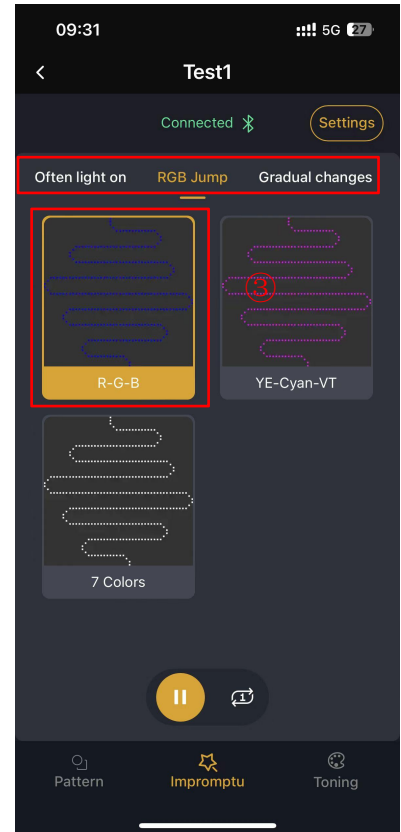 09:31
5G 27
Test1
Connected
Settings
Often light on RGB Jump Gradual changes
③
R-G-B YE-Cyan-VT
7 Colors
1
Pattern Impromptu Toning